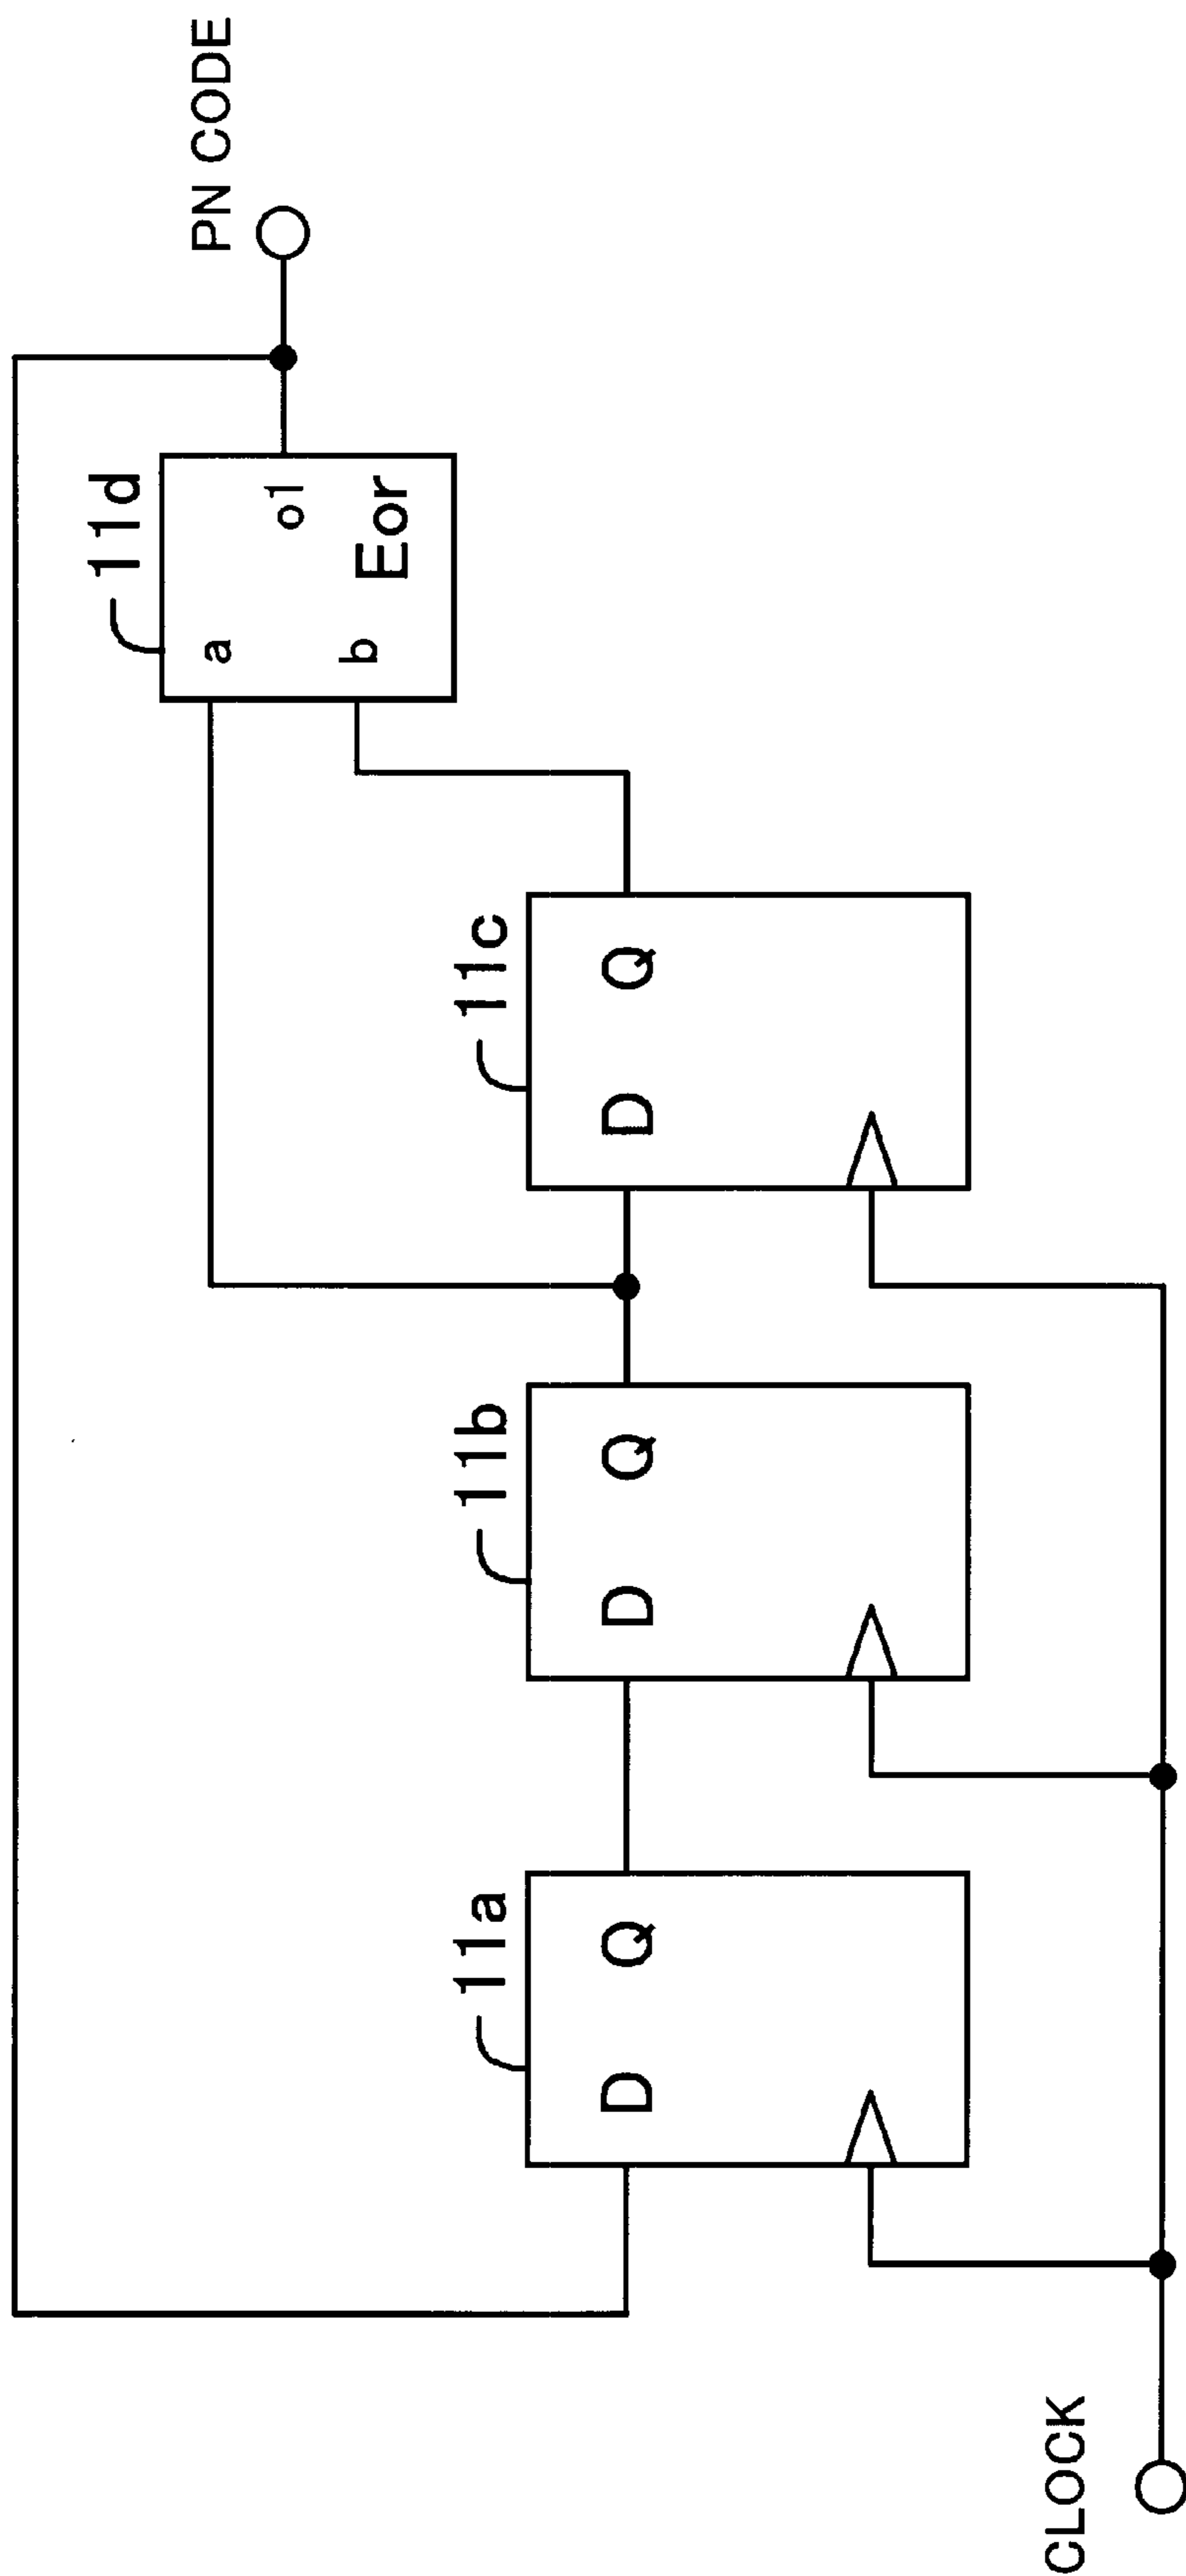 PN CODE
11d
a
o1
b
Eor
11a
D Q
11b
D Q
11c
D Q
CLOCK